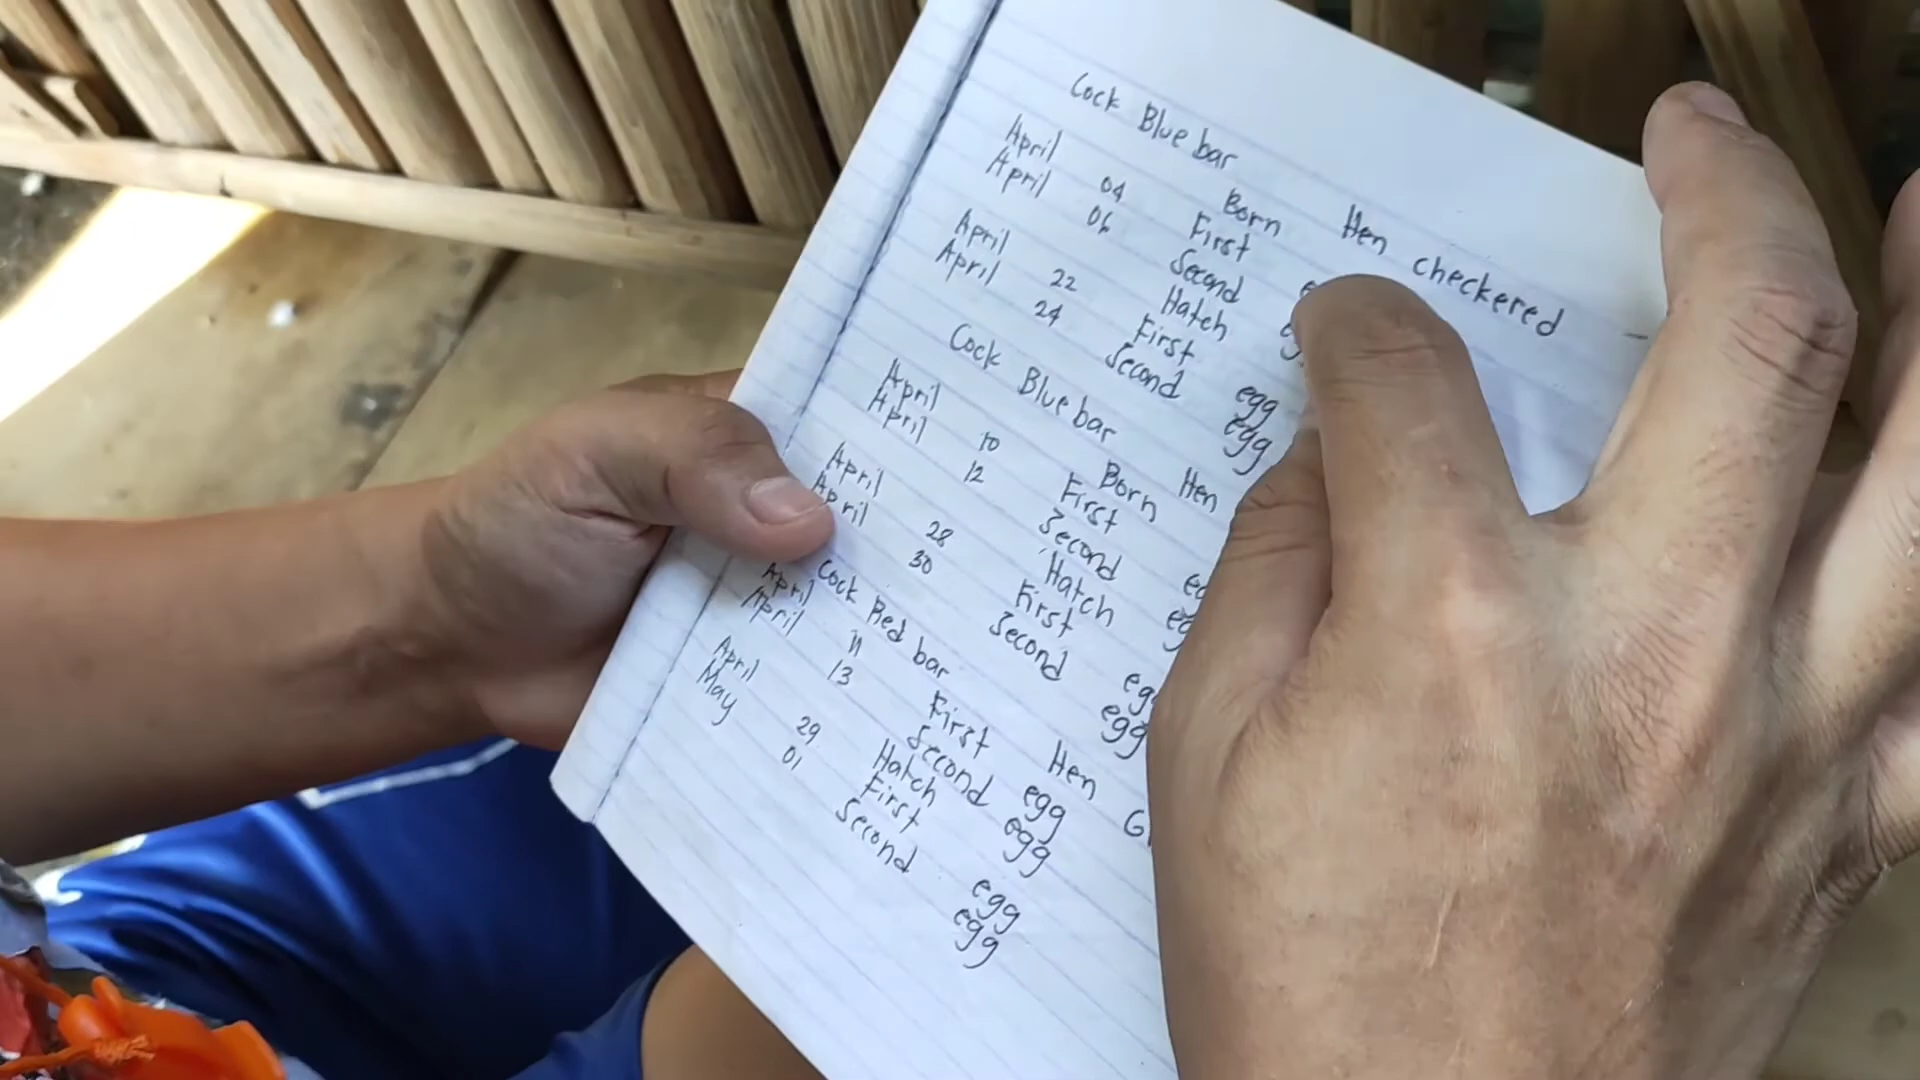 Cock Blue bar Hen checkered
Born
April 04 First
April 06 Second
Hatch
April 22 First egg
April 24 Second egg
Cock Blue bar Hen
Born
April 10 First
April 12 Second
Hatch
April 28 First egg
April 30 Second egg
Cock Red bar Hen
April 11 First egg
April 13 Second egg
Hatch
April 29 First egg
May 01 Second egg